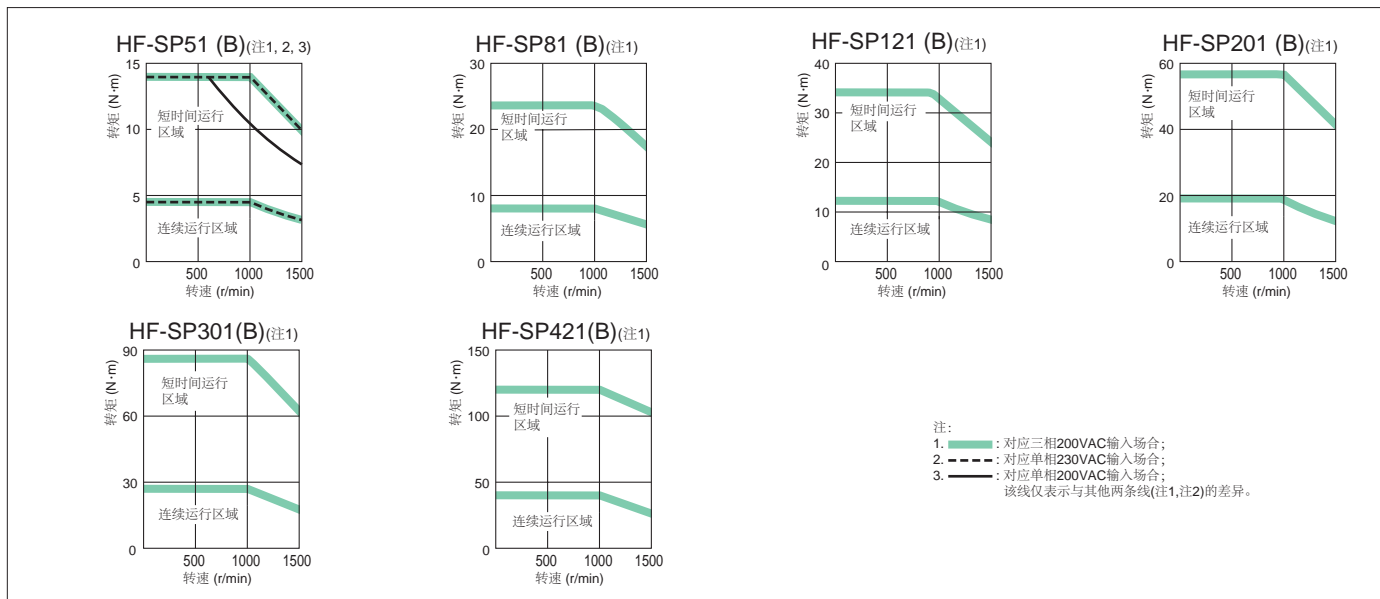 HF-SP51 (B)(注1, 2, 3)
转矩 (N·m)
15
10
5
0
短时间运行
区域
连续运行区域
500 1000 1500
转速 (r/min)
HF-SP81 (B)(注1)
转矩 (N·m)
30
20
10
0
短时间运行
区域
连续运行区域
500 1000 1500
转速 (r/min)
HF-SP121 (B)(注1)
转矩 (N·m)
40
30
20
10
0
短时间运行
区域
连续运行区域
500 1000 1500
转速 (r/min)
HF-SP201 (B)(注1)
转矩 (N·m)
60
40
20
0
短时间运行
区域
连续运行区域
500 1000 1500
转速 (r/min)
HF-SP301(B)(注1)
转矩 (N·m)
90
60
30
0
短时间运行
区域
连续运行区域
500 1000 1500
转速 (r/min)
HF-SP421(B)(注1)
转矩 (N·m)
150
100
50
0
短时间运行
区域
连续运行区域
500 1000 1500
转速 (r/min)
注:
1. : 对应三相200VAC输入场合;
2. : 对应单相230VAC输入场合;
3. : 对应单相200VAC输入场合;
该线仅表示与其他两条线(注1,注2)的差异。